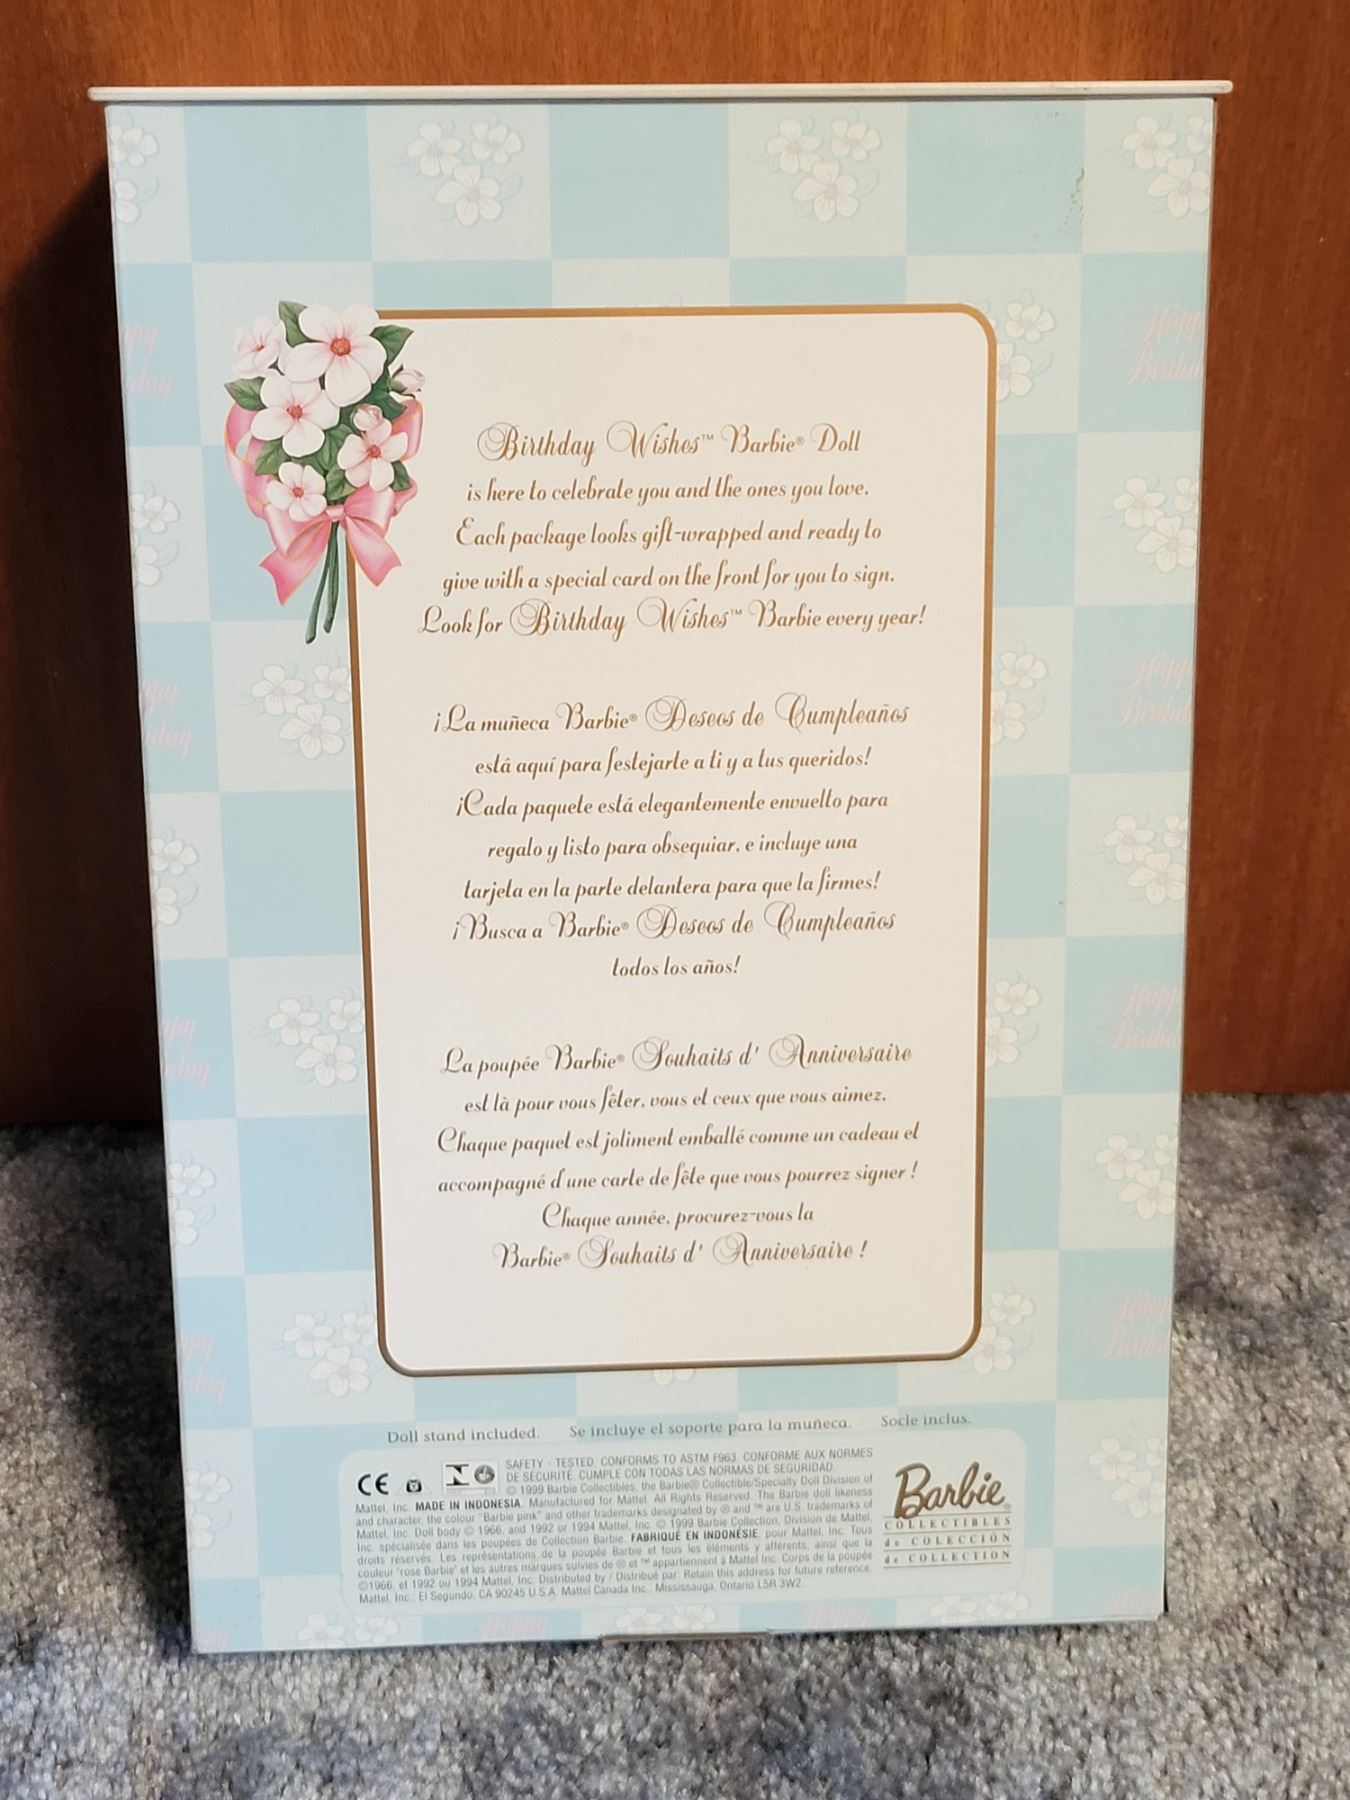 Birthday Wishes™ Barbie® Doll
is here to celebrate you and the ones you love.
Each package looks gift-wrapped and ready to
give with a special card on the front for you to sign.
Look for Birthday Wishes™ Barbie every year!
¡La muñeca Barbie® Deseos de Cumpleaños
está aquí para festejarte a ti y a tus queridos!
¡Cada paquete está elegantemente envuelto para
regalo y listo para obsequiar, e incluye una
tarjeta en la parte delantera para que la firmes!
¡Busca a Barbie® Deseos de Cumpleaños
todos los años!
La poupée Barbie® Souhaits d' Anniversaire
est là pour vous fêter, vous et ceux que vous aimez.
Chaque paquet est joliment emballé comme un cadeau et
accompagné d'une carte de fête que vous pourrez signer !
Chaque année, procurez-vous la
Barbie® Souhaits d' Anniversaire !
Doll stand included. Se incluye el soporte para la muñeca. Socle inclus.
CE
SAFETY - TESTED. CONFORMS TO ASTM F963. CONFORME AUX NORMES
DE SÉCURITÉ. CUMPLE CON TODAS LAS NORMAS DE SEGURIDAD.
© 1999 Barbie Collectibles, the Barbie® Collectible/Specialty Doll Division of
Mattel, Inc. MADE IN INDONESIA. Manufactured for Mattel. All Rights Reserved. The Barbie doll likeness
and character, the colour "Barbie pink" and other trademarks designated by ® and ™ are U.S. trademarks of
Mattel, Inc. Doll body © 1966, and 1992 or 1994 Mattel, Inc. © 1999 Barbie Collection, Division de Mattel,
Inc. spécialisée dans les poupées de Collection Barbie. FABRIQUÉ EN INDONÉSIE, pour Mattel, Inc. Tous
droits réservés. Les représentations de la poupée Barbie et tous les éléments y afférents, ainsi que la
couleur "rose Barbie" et les autres marques suivies de ® et ™ appartiennent à Mattel Inc. Corps de la poupée
©1966, et 1992 ou 1994 Mattel, Inc. Distributed by / Distribué par: Retain this address for future reference.
Mattel, Inc., El Segundo, CA 90245 U.S.A. Mattel Canada Inc., Mississauga, Ontario L5R 3W2.
Barbie®
COLLECTIBLES
de COLECCIÓN
de COLLECTION